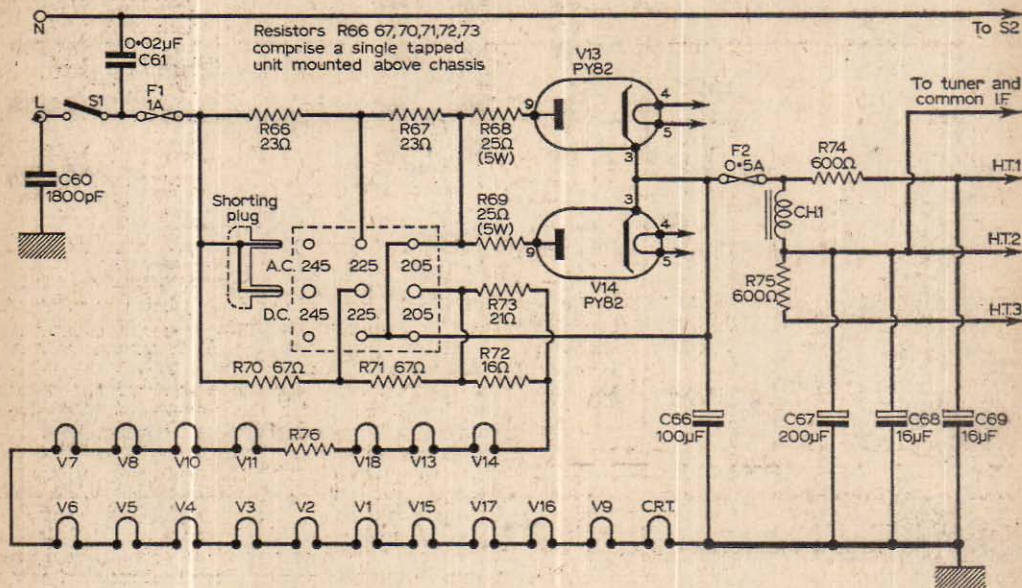 N
To S2
0·02µF
C61
Resistors R66 67,70,71,72,73
comprise a single tapped
unit mounted above chassis
V13
PY82
L
S1
F1
1A
R66
23Ω
R67
23Ω
R68
25Ω
(5W)
9
4
5
3
To tuner and
common I.F.
F2
0·5A
R74
600Ω
H.T.1
C60
1800pF
Shorting
plug
R69
25Ω
(5W)
9
3
4
5
V14
PY82
C.H.1
H.T.2
A.C. 245 225 205
D.C. 245 225 205
R73
21Ω
R75
600Ω
H.T.3
R70 67Ω
R71 67Ω
R72
16Ω
C66
100µF
C67
200µF
C68
16µF
C69
16µF
V7 V8 V10 V11 R76 V18 V13 V14
V6 V5 V4 V3 V2 V1 V15 V17 V16 V9 C.R.T.